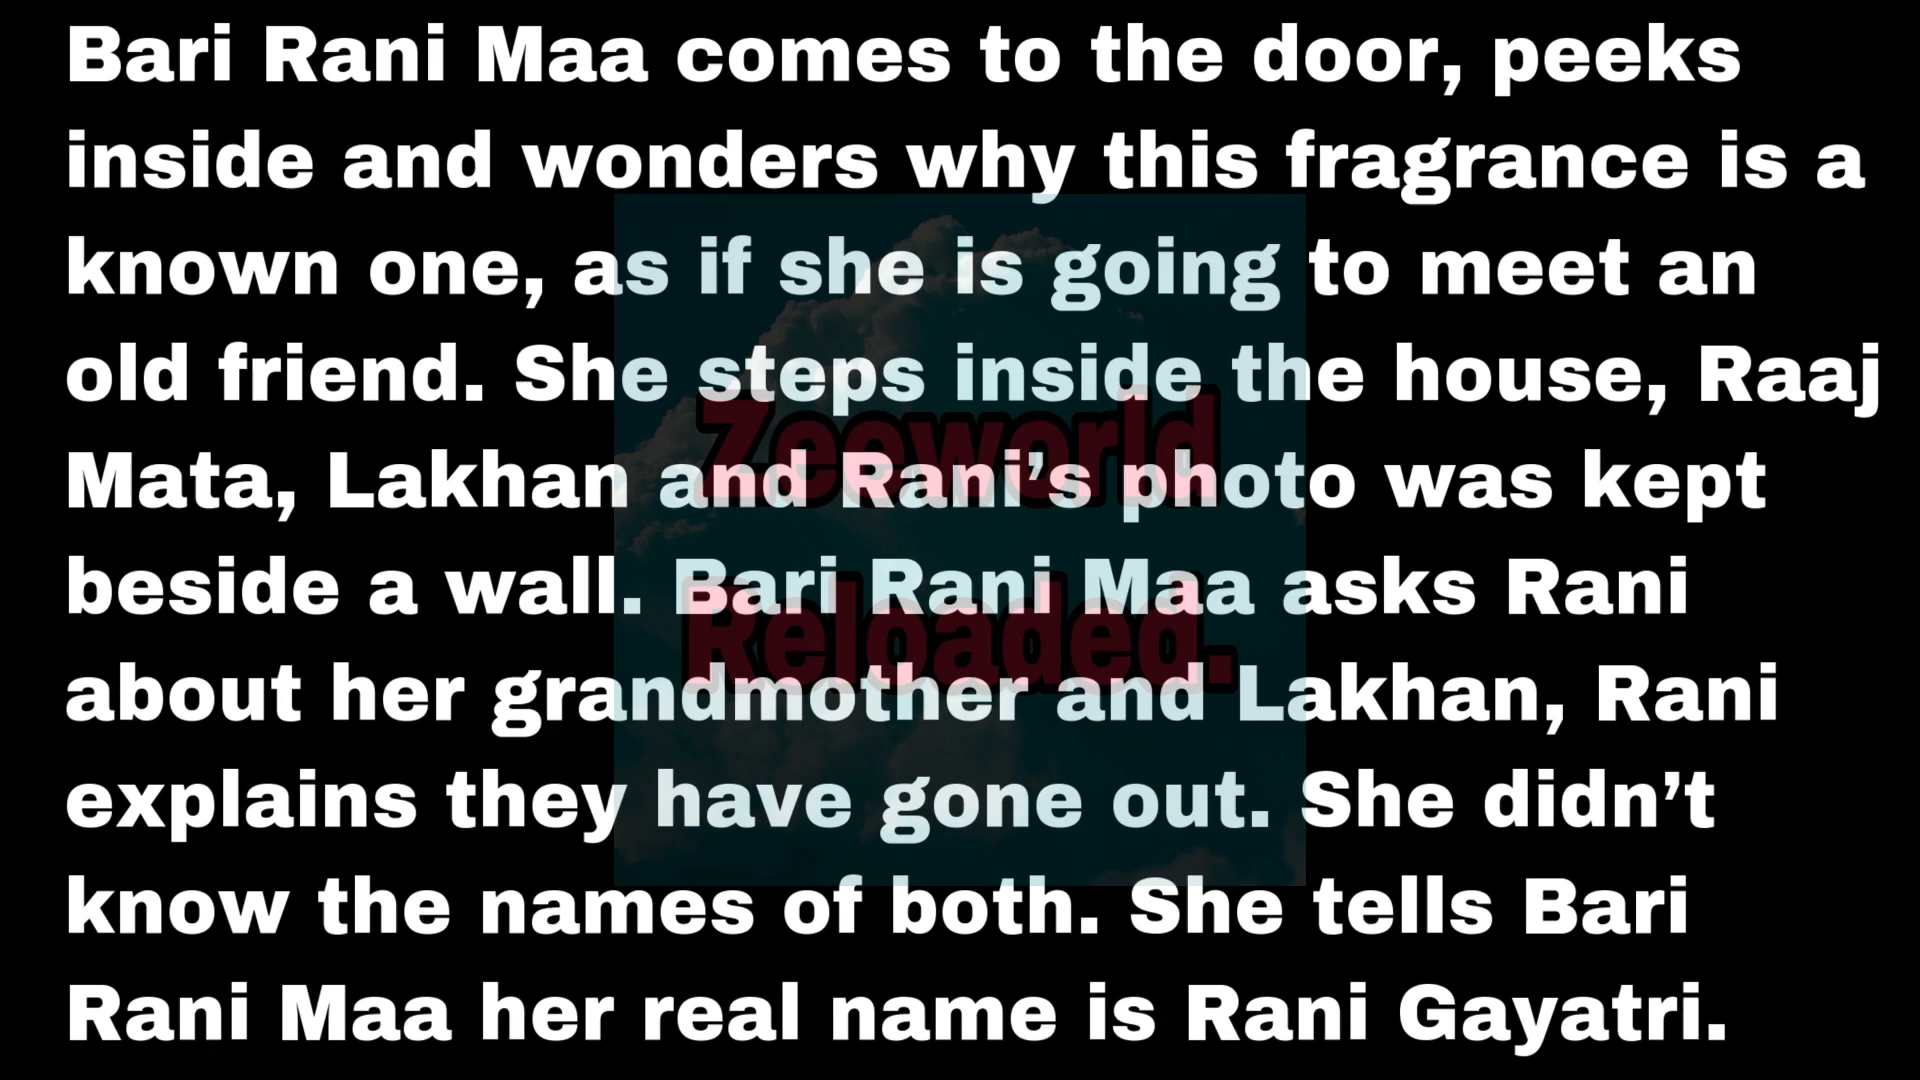 Bari Rani Maa comes to the door, peeks
inside and wonders why this fragrance is a
known one, as if she is going to meet an
old friend. She steps inside the house, Raaj
Mata, Lakhan and Rani’s photo was kept
beside a wall. Bari Rani Maa asks Rani
about her grandmother and Lakhan, Rani
explains they have gone out. She didn’t
know the names of both. She tells Bari
Rani Maa her real name is Rani Gayatri.
Zeeworld
Reloaded.